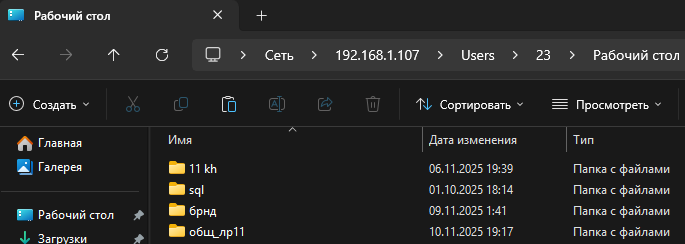 Рабочий стол
Сеть > 192.168.1.107 > Users > 23 > Рабочий стол
Создать Сортировать Просмотреть
Главная
Галерея
Рабочий стол
Загрузки
Имя Дата изменения Тип
11 kh 06.11.2025 19:39 Папка с файлами
sql 01.10.2025 18:14 Папка с файлами
брнд 09.11.2025 1:41 Папка с файлами
общ_лр11 10.11.2025 19:17 Папка с файлами